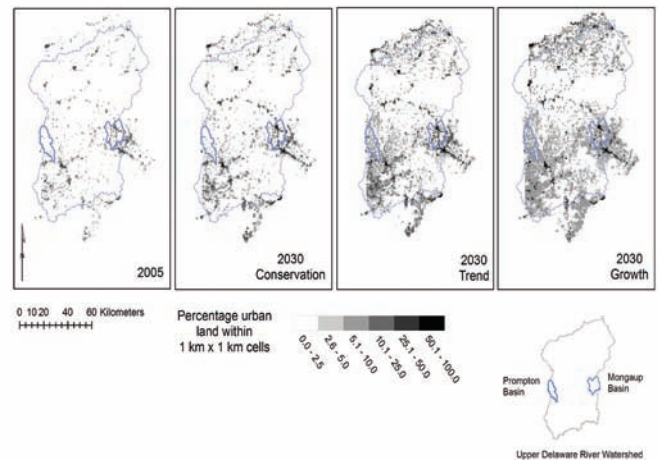 2005
2030
Conservation
2030
Trend
2030
Growth
0 10 20 40 60 Kilometers
Percentage urban
land within
1 km x 1 km cells
0.0 - 2.5
2.6 - 5.0
5.1 - 10.0
10.1 - 25.0
25.1 - 50.0
50.1 - 100.0
Prompton
Basin
Mongaup
Basin
Upper Delaware River Watershed